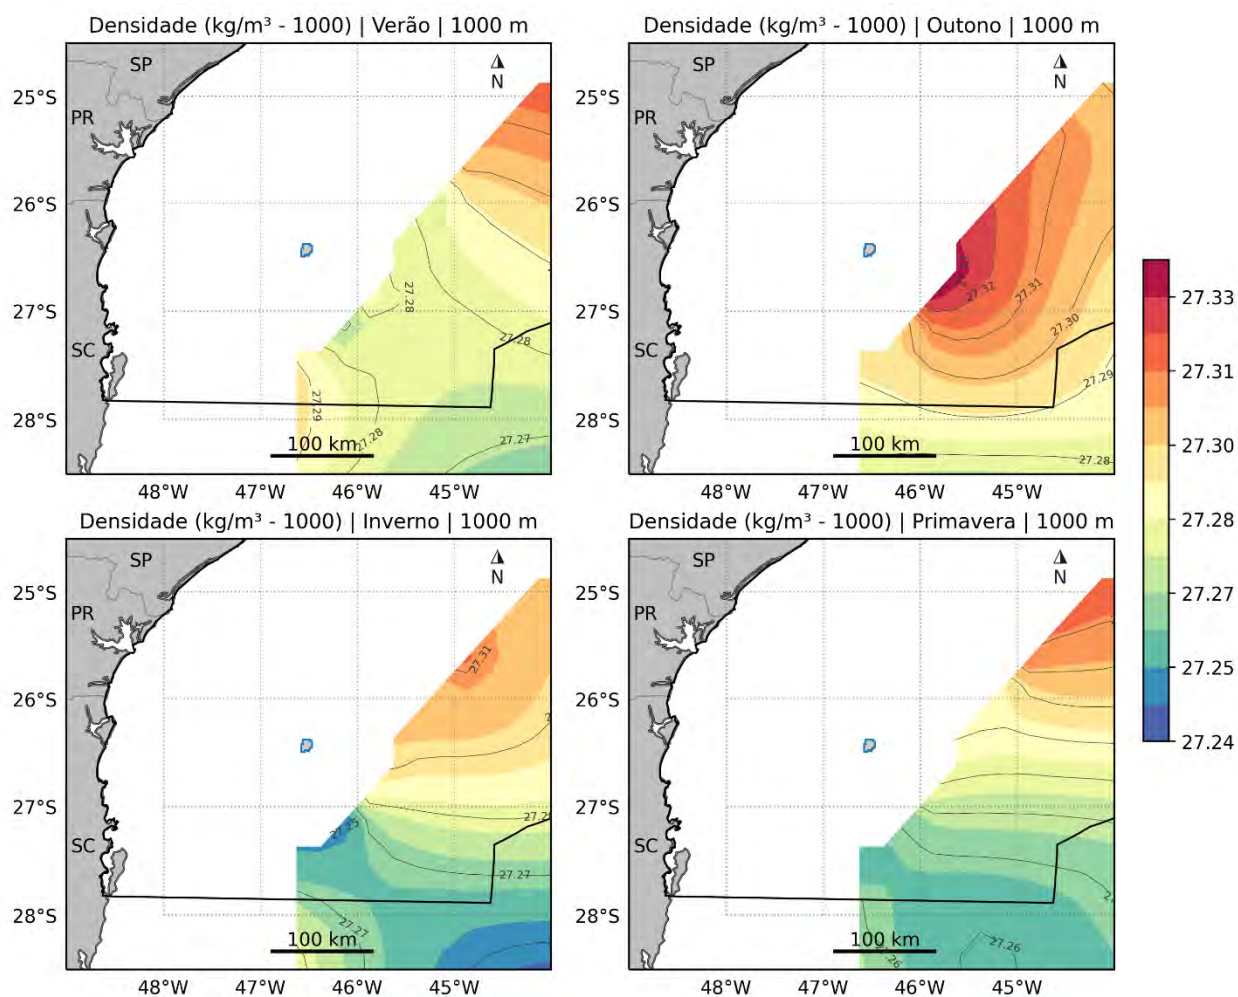 Densidade (kg/m³ - 1000) | Verão | 1000 m
SP
N
25°S
PR
26°S
27.28
27°S
27.28
SC
27.29
28°S
27.28
27.27
100 km
48°W 47°W 46°W 45°W
Densidade (kg/m³ - 1000) | Outono | 1000 m
SP
N
25°S
PR
26°S
27.32
27.31
27°S
27.30
SC
27.29
28°S
27.28
100 km
48°W 47°W 46°W 45°W
Densidade (kg/m³ - 1000) | Inverno | 1000 m
SP
N
25°S
PR
27.31
26°S
27°S
27.25
SC
27.27
28°S
27.27
100 km
48°W 47°W 46°W 45°W
Densidade (kg/m³ - 1000) | Primavera | 1000 m
SP
N
25°S
PR
26°S
27°S
SC
28°S
27.26
27.26
100 km
48°W 47°W 46°W 45°W
27.33
27.31
27.30
27.28
27.27
27.25
27.24